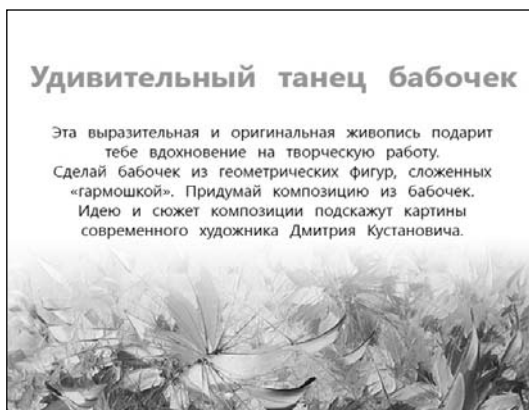 Удивительный танец бабочек
Эта выразительная и оригинальная живопись подарит
тебе вдохновение на творческую работу.
Сделай бабочек из геометрических фигур, сложенных
«гармошкой». Придумай композицию из бабочек.
Идею и сюжет композиции подскажут картины
современного художника Дмитрия Кустановича.